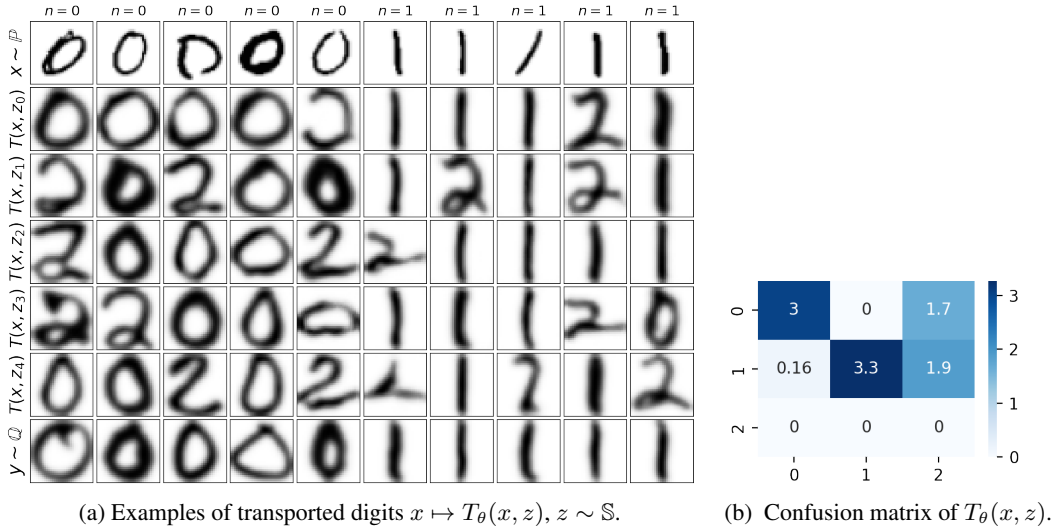 n = 0 n = 0 n = 0 n = 0 n = 0 n = 1 n = 1 n = 1 n = 1 n = 1
x ~ ℙ
T(x, z₀)
T(x, z₁)
T(x, z₂)
T(x, z₃)
T(x, z₄)
y ~ ℚ
(a) Examples of transported digits x ↦ T_θ(x, z), z ~ 𝕊.
0 3 0 1.7
1 0.16 3.3 1.9
2 0 0 0
0 1 2
3
2
1
0
(b) Confusion matrix of T_θ(x, z).